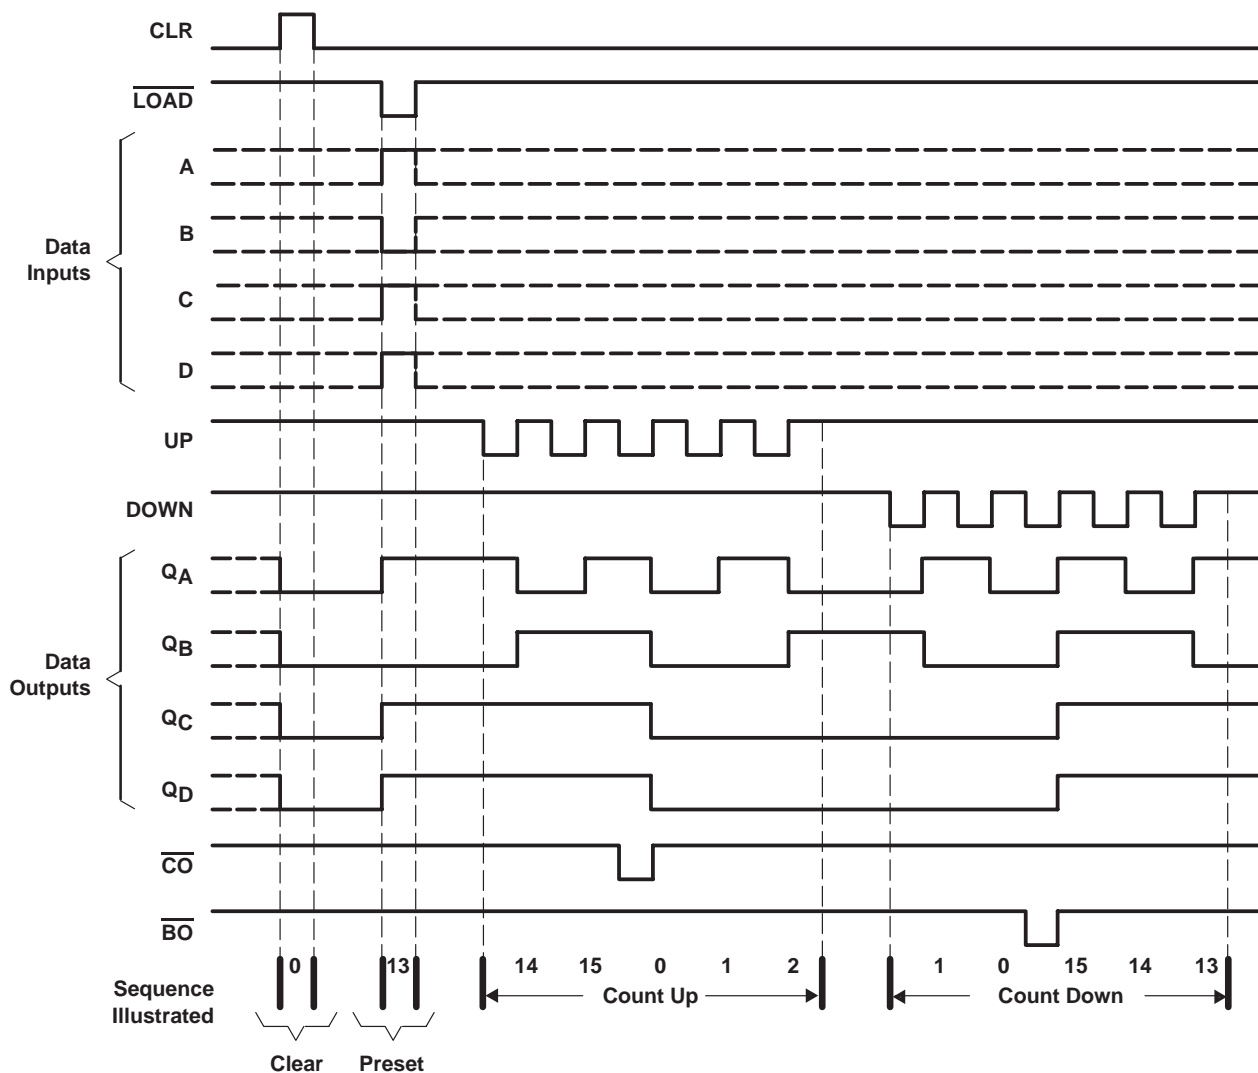 CLR
LOAD
A
B
C
D
Data
Inputs
UP
DOWN
QA
QB
QC
QD
Data
Outputs
CO
BO
0 13 14 15 0 1 2 1 0 15 14 13
Sequence
Illustrated
Count Up Count Down
Clear Preset